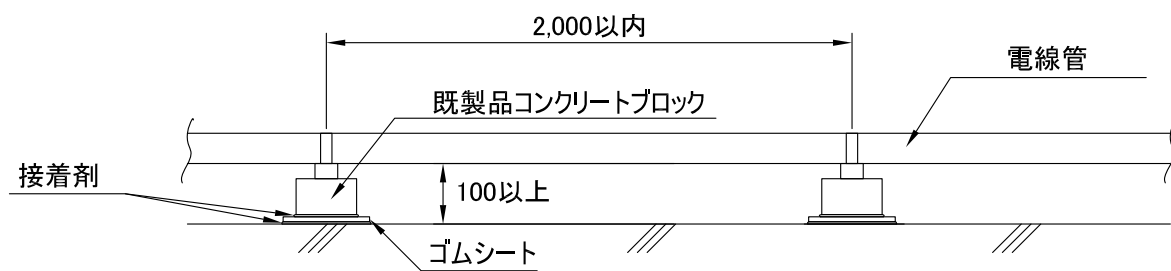 2,000以内
電線管
既製品コンクリートブロック
接着剤
100以上
ゴムシート